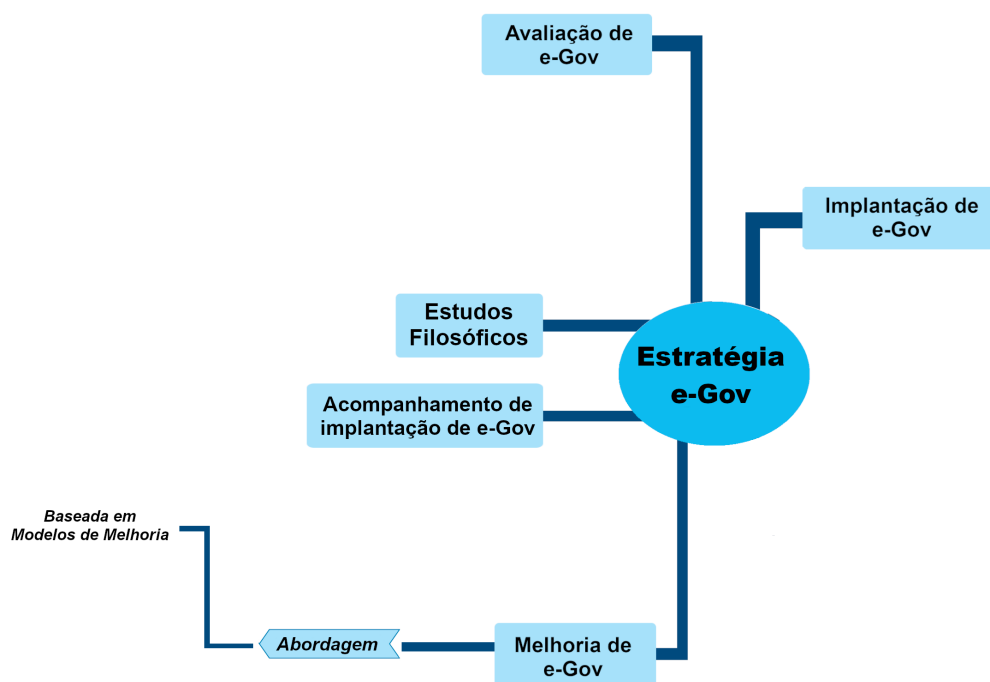 Avaliação de
e-Gov
Implantação de
e-Gov
Estudos
Filosóficos
Estratégia
e-Gov
Acompanhamento de
implantação de e-Gov
Baseada em
Modelos de Melhoria
Abordagem
Melhoria de
e-Gov